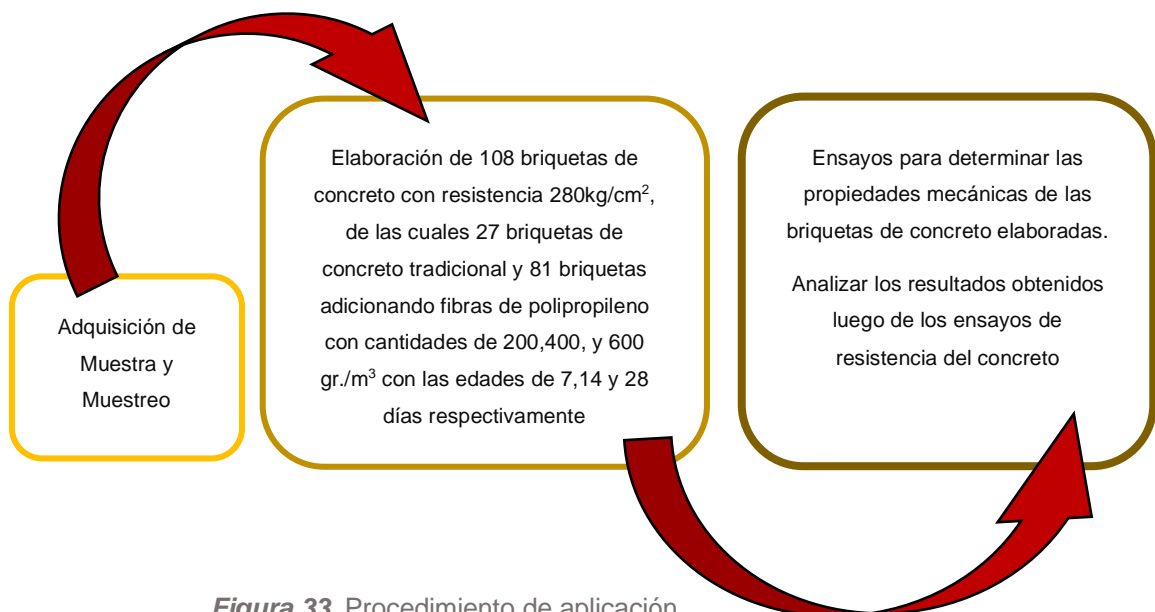 Adquisición de
Muestra y
Muestreo
Elaboración de 108 briquetas de
concreto con resistencia 280kg/cm²,
de las cuales 27 briquetas de
concreto tradicional y 81 briquetas
adicionando fibras de polipropileno
con cantidades de 200,400, y 600
gr./m³ con las edades de 7,14 y 28
días respectivamente
Ensayos para determinar las
propiedades mecánicas de las
briquetas de concreto elaboradas.
Analizar los resultados obtenidos
luego de los ensayos de
resistencia del concreto
Figura 33. Procedimiento de aplicación